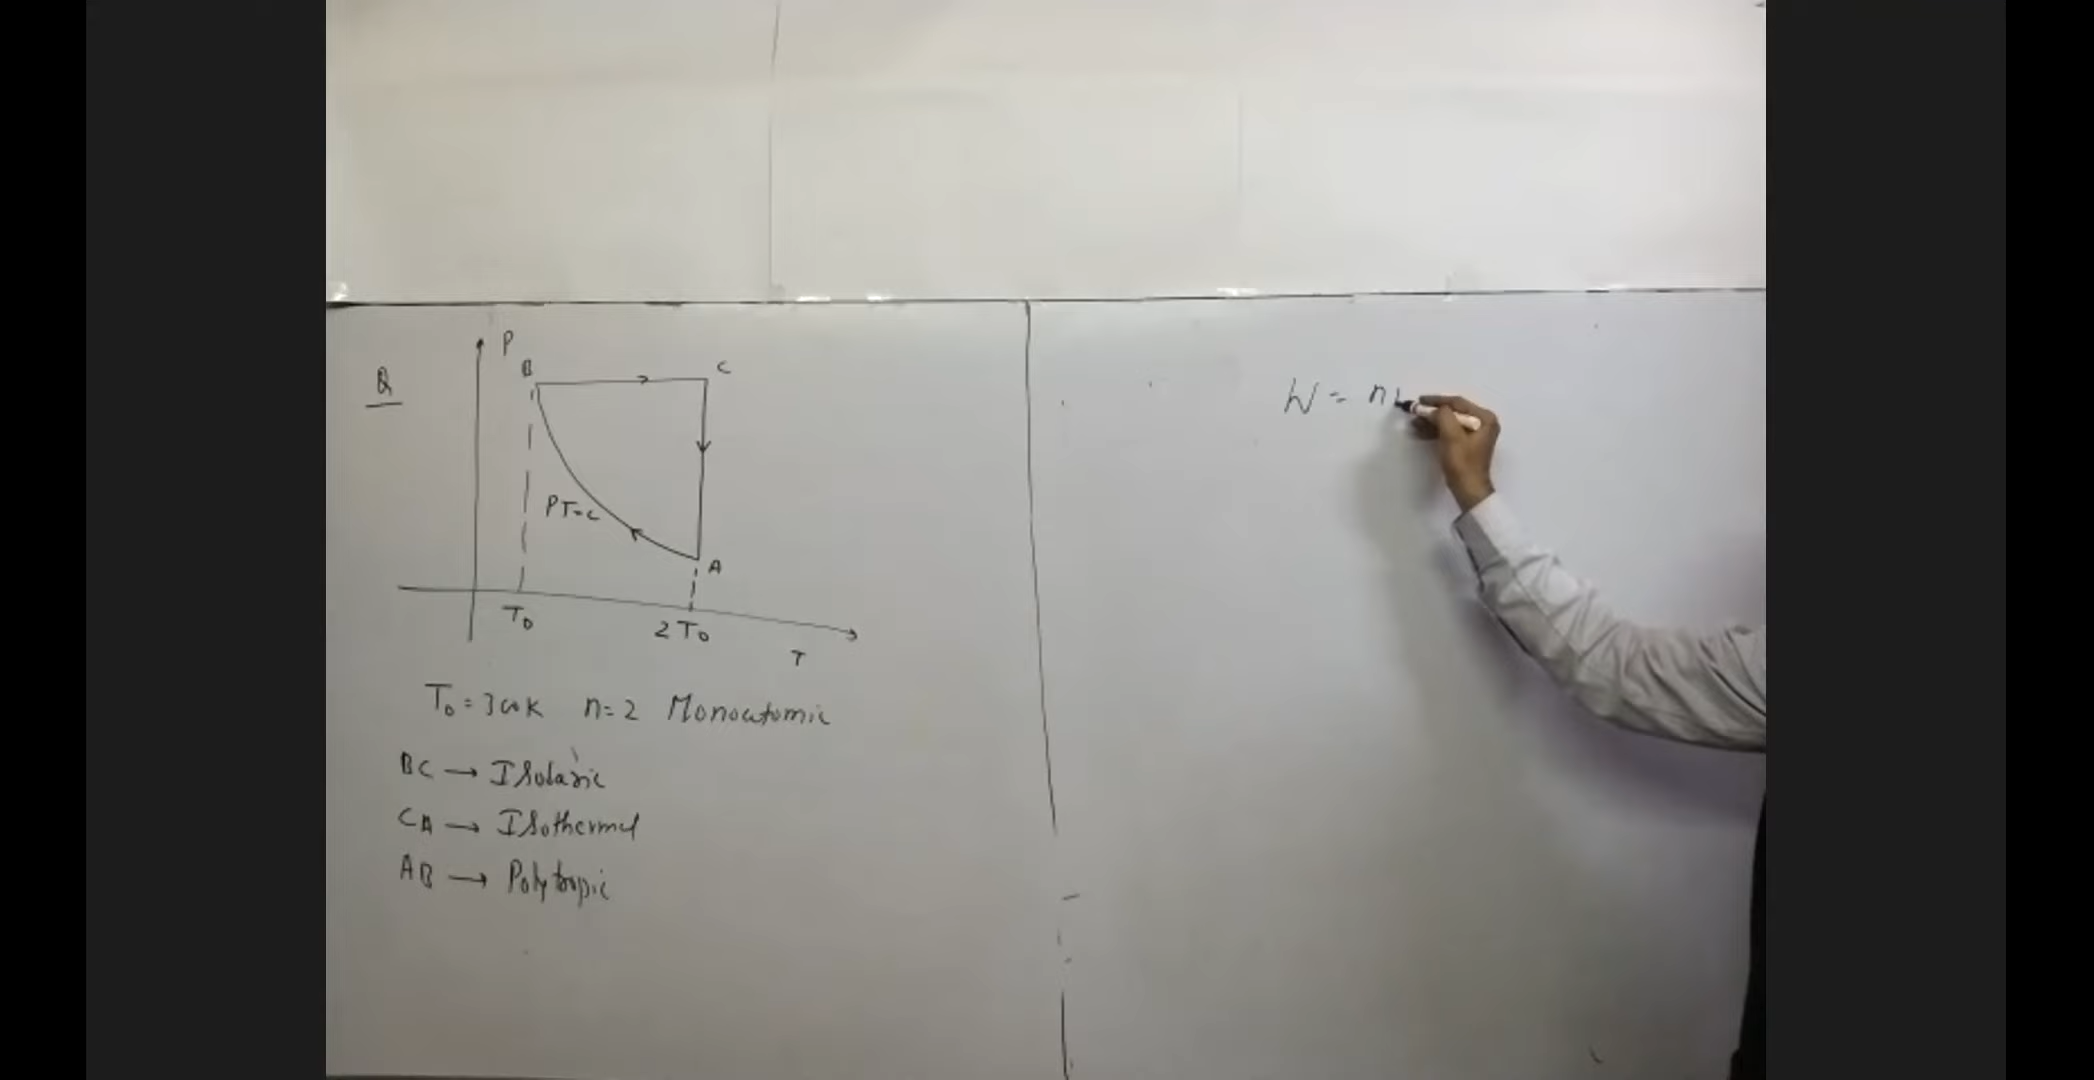 Q
P
B
C
PT=c
A
T0
2T0
T
T0 = 300K n=2 Monoatomic
BC → Isobaric
CA → Isothermal
AB → Polytropic
W = n